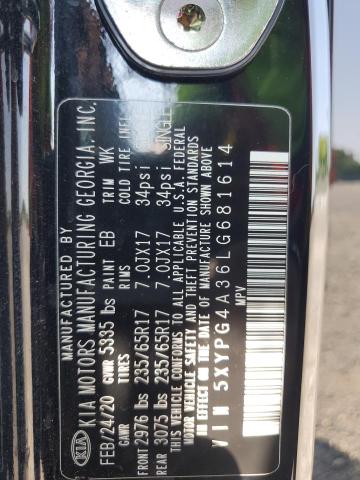 KIA MANUFACTURED BY
KIA MOTORS MANUFACTURING GEORGIA, INC.
FEB/24/20 GVWR 5335 lbs PAINT EB TRIM WK
GAWR TIRES RIMS COLD TIRE INFL
FRONT 2976 lbs 235/65R17 7.0JX17 34psi
REAR 3075 lbs 235/65R17 7.0JX17 34psi SINGLE
THIS VEHICLE CONFORMS TO ALL APPLICABLE U.S.A FEDERAL
MOTOR VEHICLE SAFETY AND THEFT PREVENTION STANDARDS
IN EFFECT ON THE DATE OF MANUFACTURE SHOWN ABOVE
VIN 5XYPG4A36LG681614
MPV